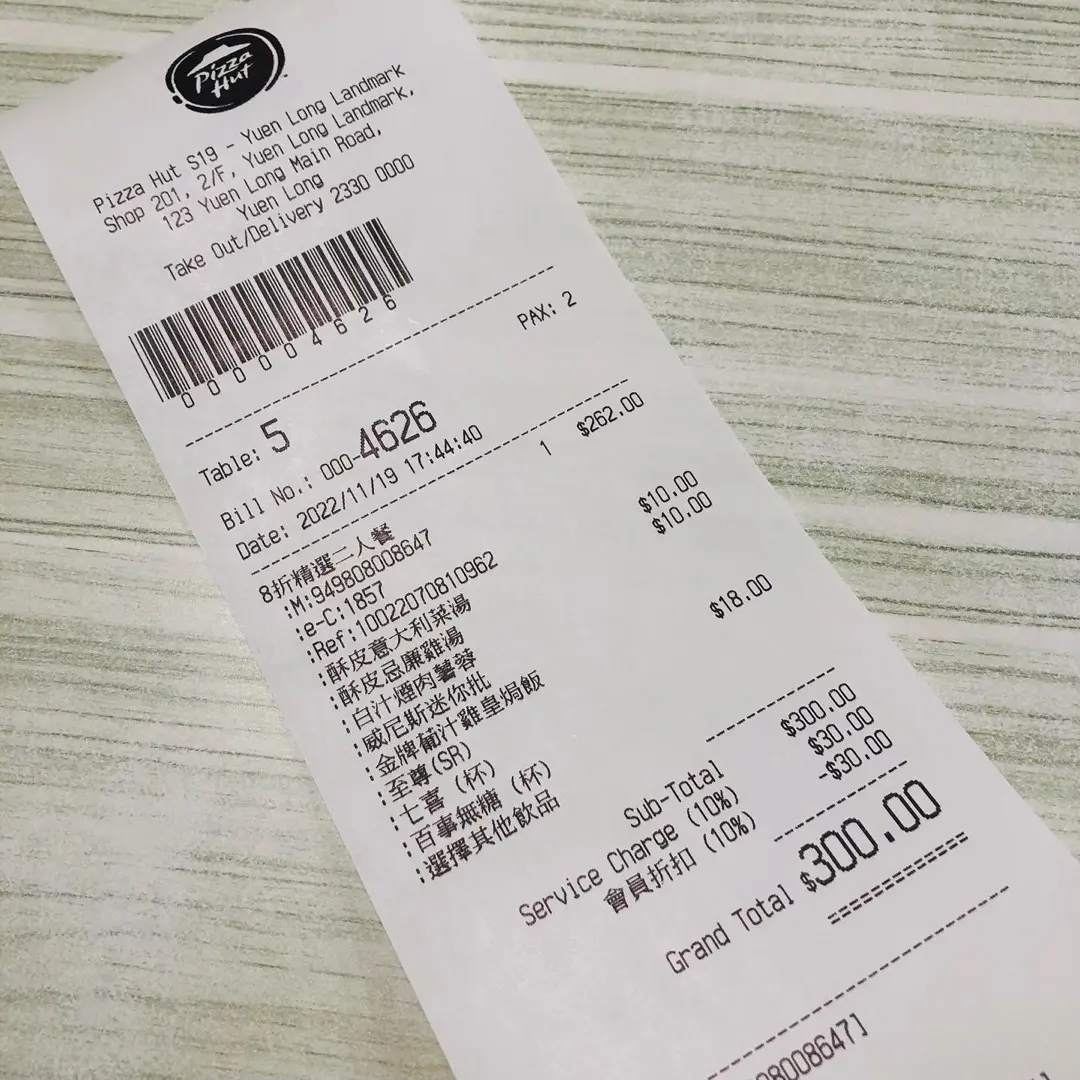 Pizza Hut
Pizza Hut S19 - Yuen Long Landmark
Shop 201, 2/F, Yuen Long Landmark,
123 Yuen Long Main Road,
Yuen Long
Take Out/Delivery 2330 0000
00004626
Table: 5 PAX: 2
Bill No.: 000-4626
Date: 2022/11/19 17:44:40
8折精選二人餐 1 $262.00
:M:949808008647
:e-C:1857
:Ref:10022070810962
:酥皮意大利菜湯 $10.00
:酥皮忌廉雞湯 $10.00
:白汁煙肉薯蓉
:威尼斯迷你批
:金牌葡汁雞皇焗飯
:至尊(SR) $18.00
:七喜 (杯)
:百事無糖 (杯)
:選擇其他飲品
Sub-Total $300.00
Service Charge (10%) $30.00
會員折扣 (10%) -$30.00
Grand Total $300.00
8008647]